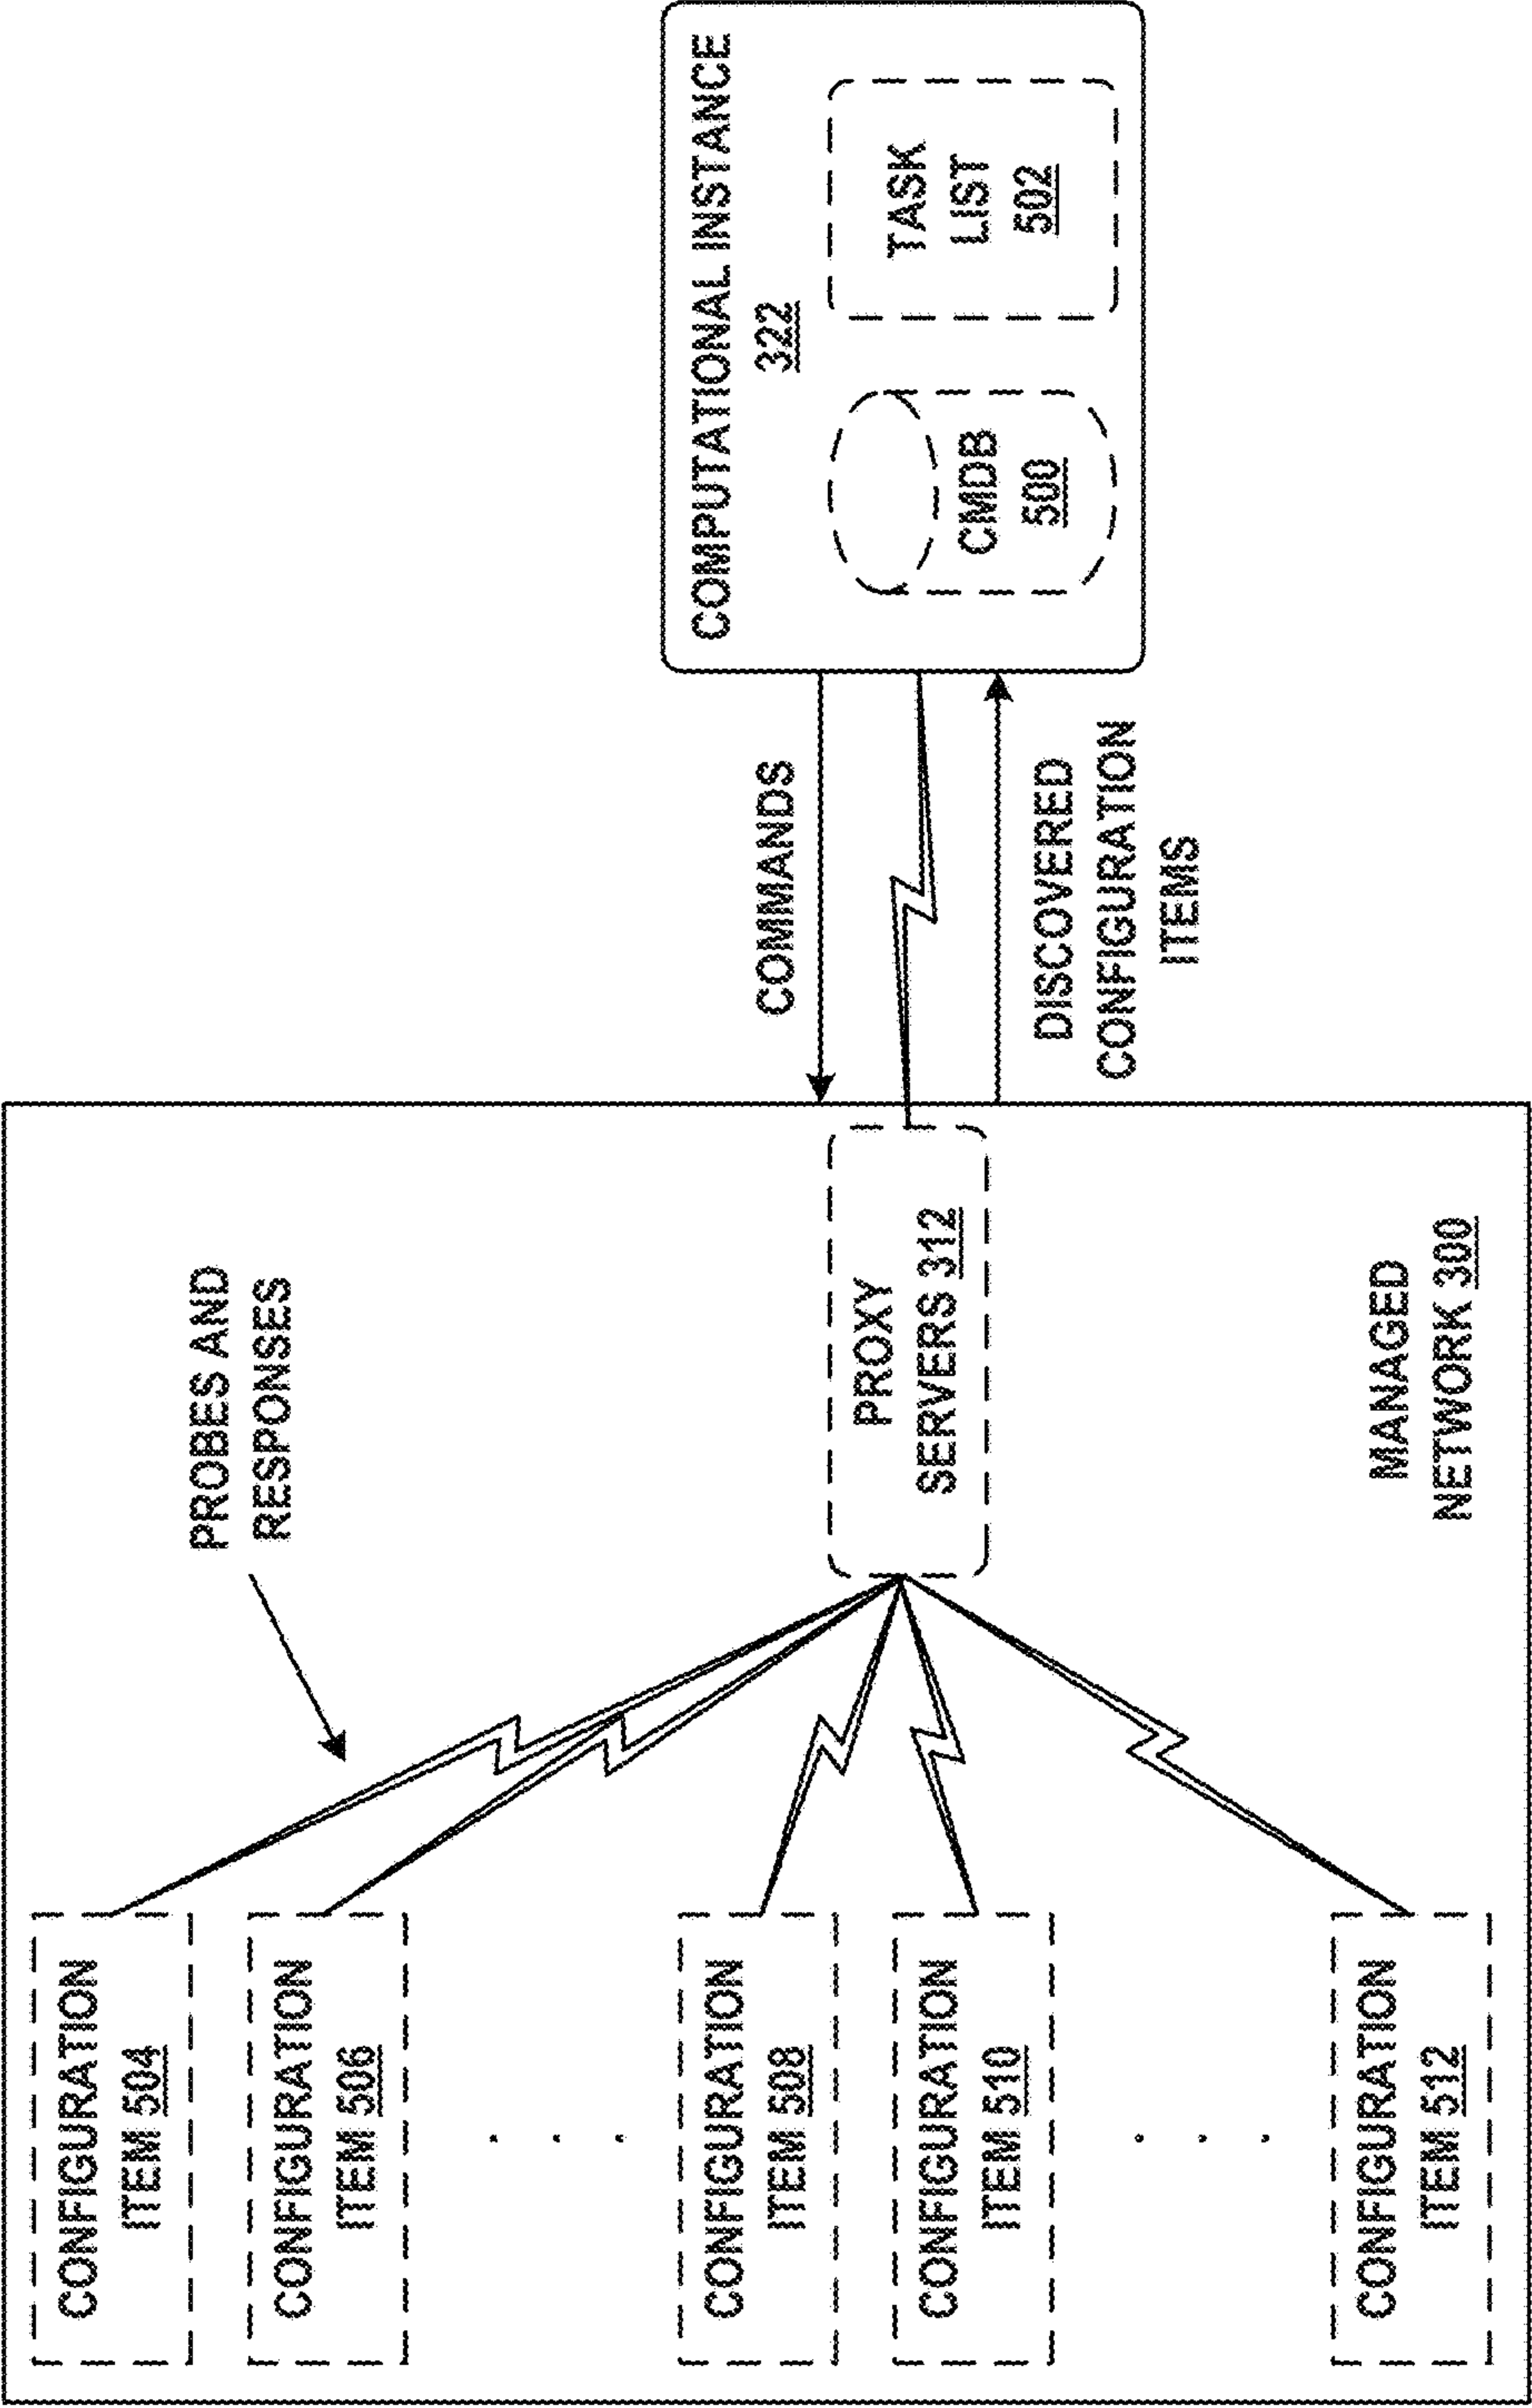 COMPUTATIONAL INSTANCE
322
CMDB
500
TASK
LIST
502
COMMANDS
DISCOVERED
CONFIGURATION
ITEMS
PROBES AND
RESPONSES
PROXY
SERVERS 312
MANAGED
NETWORK 300
CONFIGURATION
ITEM 504
CONFIGURATION
ITEM 506
CONFIGURATION
ITEM 508
CONFIGURATION
ITEM 510
CONFIGURATION
ITEM 512